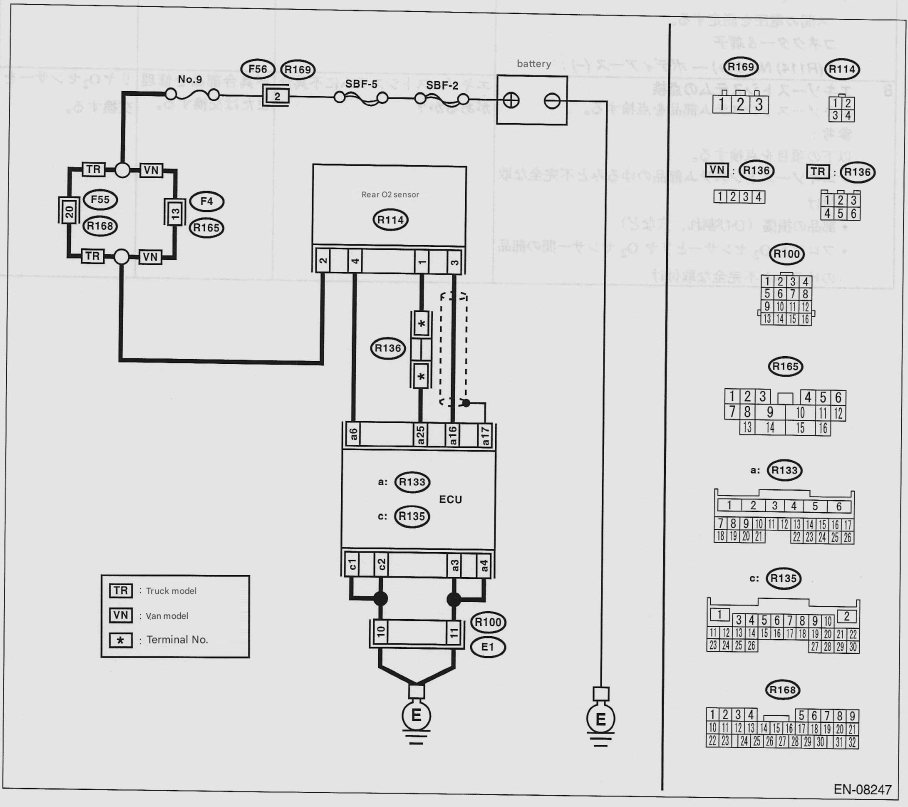 No.9
F56 R169
2
SBF-5
SBF-2
battery
TR VN
20
F55
R168
13
F4
R165
TR VN
Rear O2 sensor
R114
2 4 1 3
*
R136
*
a6 a25 a16 a17
a: R133
ECU
c: R135
c1 c2 a3 a4
10 11
R100
E1
E
E
TR : Truck model
VN : Van model
* : Terminal No.
R169
1 2 3
R114
1 2
3 4
VN : R136
1 2 3 4
TR : R136
1 2 3
4 5 6
R100
1 2 3 4
5 6 7 8
9 10 11 12
13 14 15 16
R165
1 2 3 4 5 6
7 8 9 10 11 12
13 14 15 16
a: R133
1 2 3 4 5 6
7 8 9 10 11 12 13 14 15 16 17
18 19 20 21 22 23 24 25 26
c: R135
1 2
3 4 5 6 7 8 9 10
11 12 13 14 15 16 17 18 19 20 21 22
23 24 25 26 27 28 29 30
R168
1 2 3 4 5 6 7 8 9
10 11 12 13 14 15 16 17 18 19 20 21
22 23 24 25 26 27 28 29 30 31 32
EN-08247